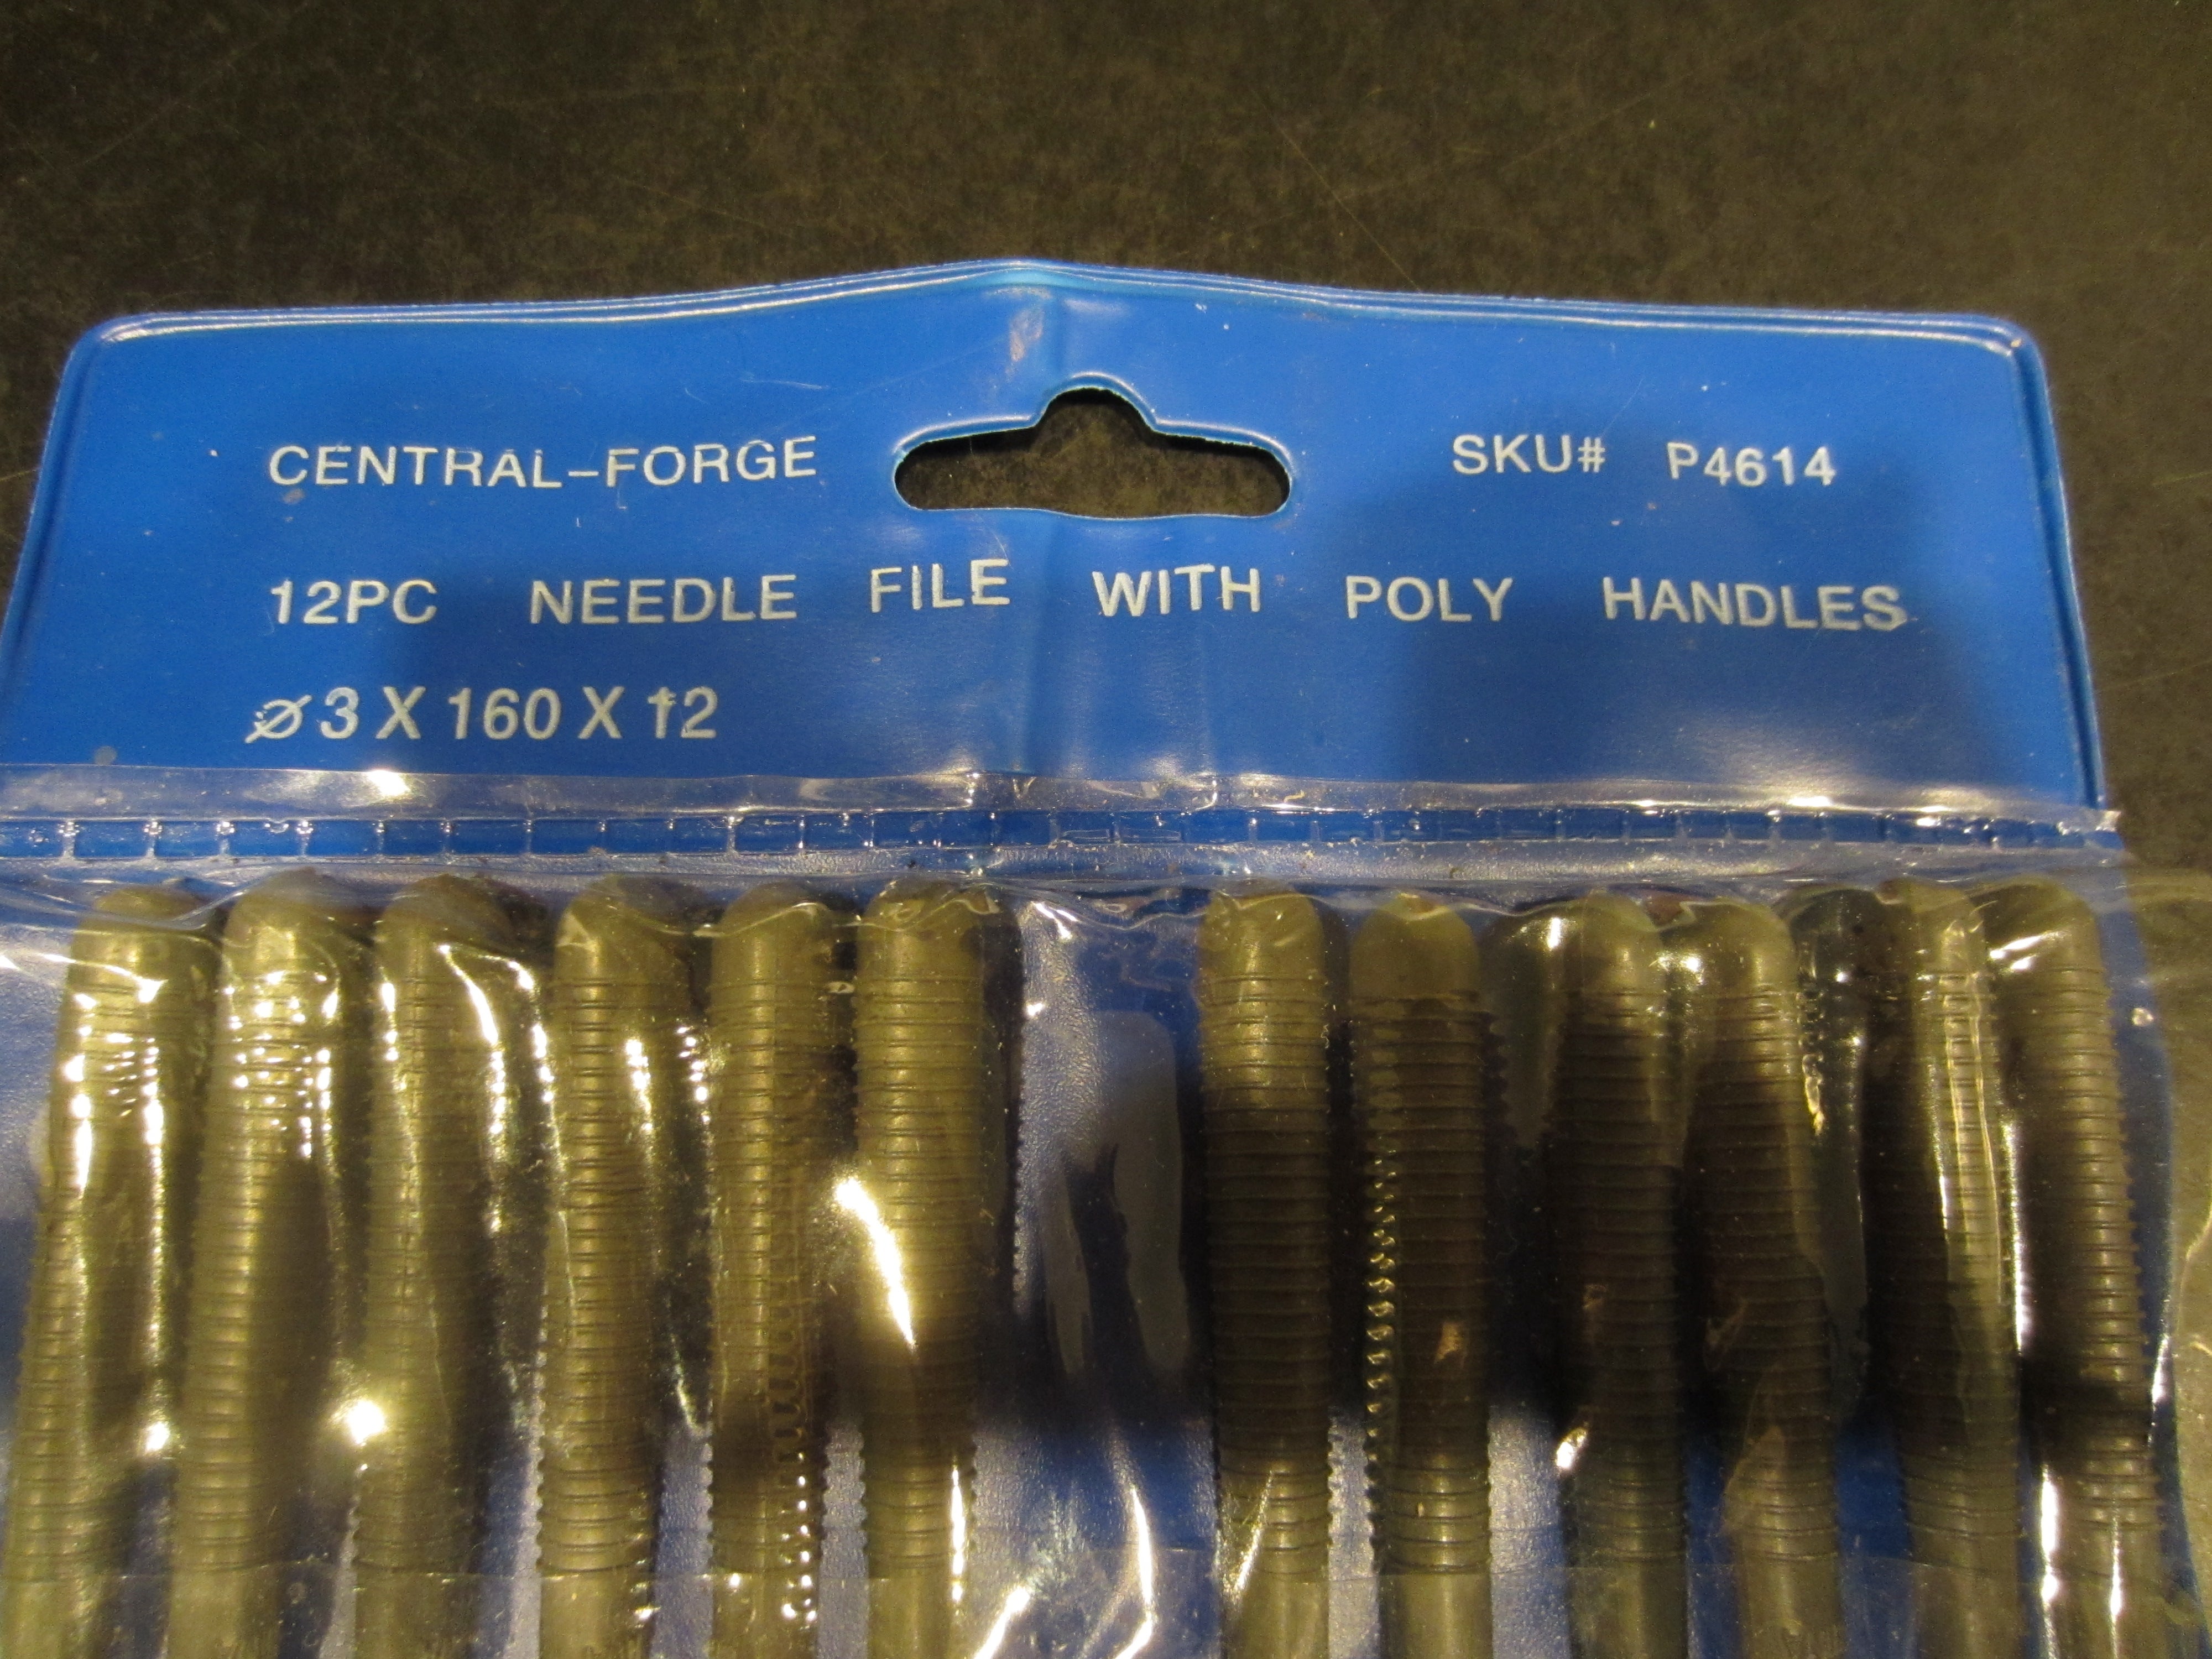 CENTRAL-FORGE SKU# P4614
12PC NEEDLE FILE WITH POLY HANDLES
⌀3 X 160 X 12